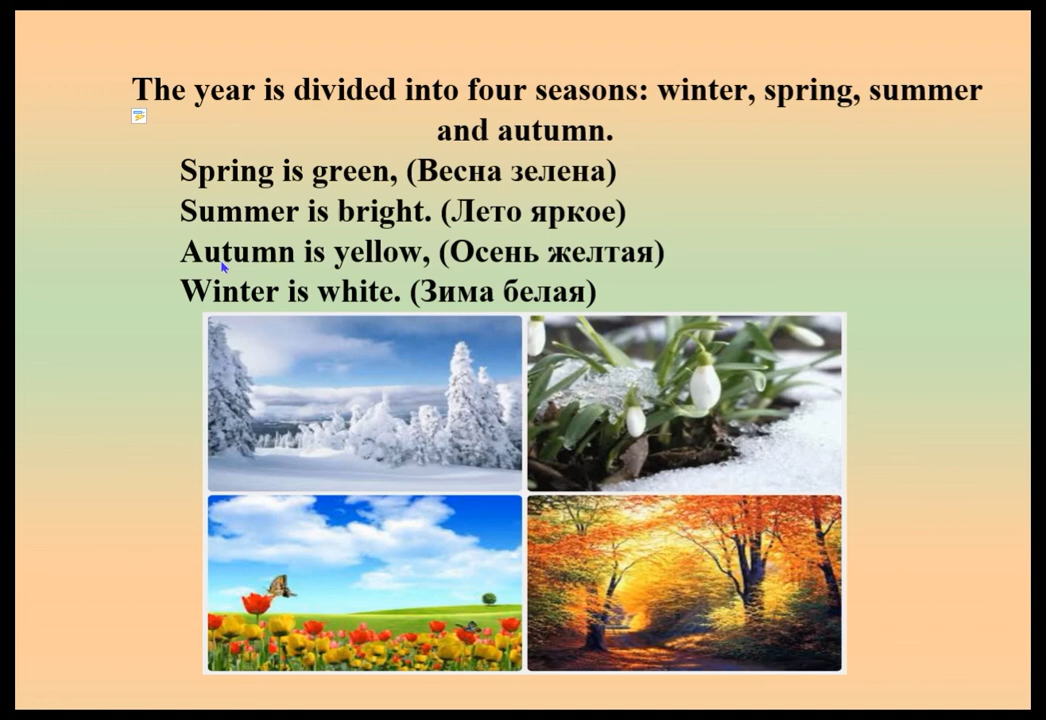 The year is divided into four seasons: winter, spring, summer
and autumn.
Spring is green, (Весна зелена)
Summer is bright. (Лето яркое)
Autumn is yellow, (Осень желтая)
Winter is white. (Зима белая)